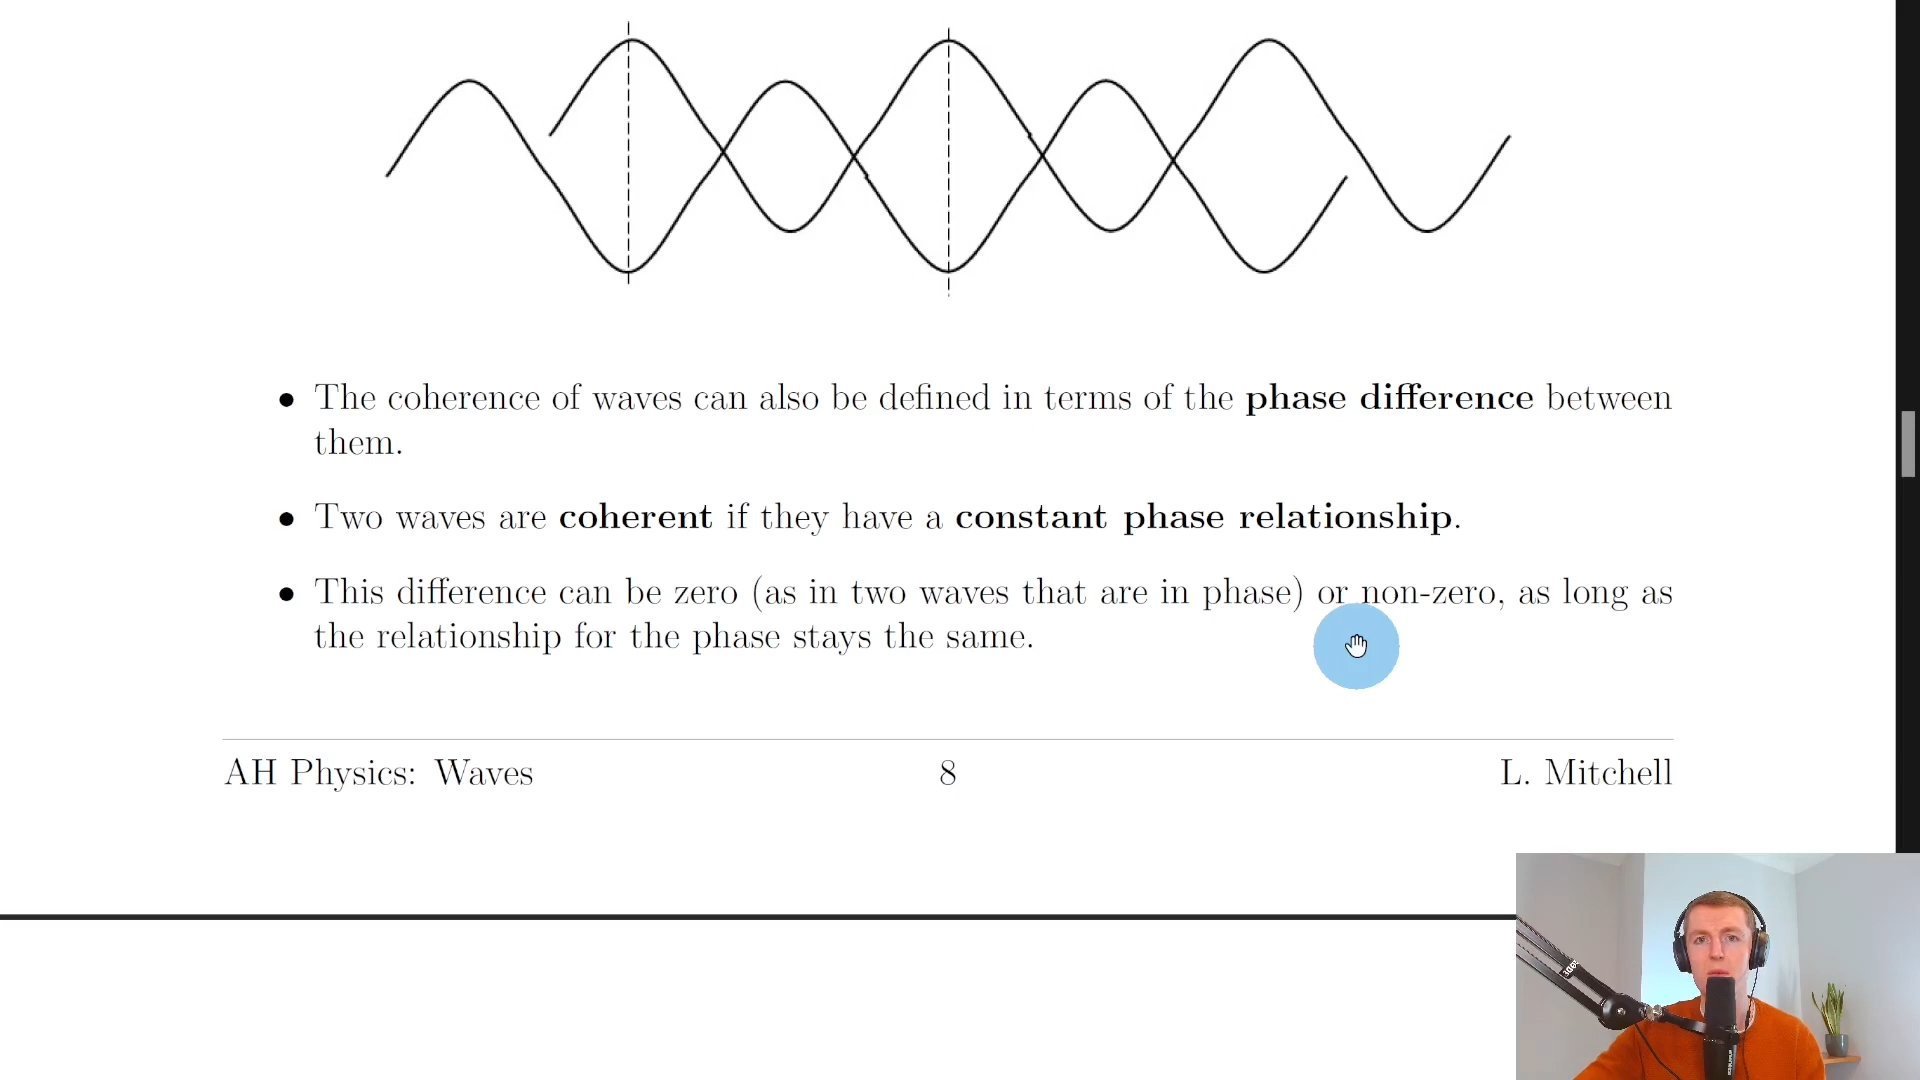 • The coherence of waves can also be defined in terms of the phase difference between
them.
• Two waves are coherent if they have a constant phase relationship.
• This difference can be zero (as in two waves that are in phase) or non-zero, as long as
the relationship for the phase stays the same.
AH Physics: Waves 8 L. Mitchell